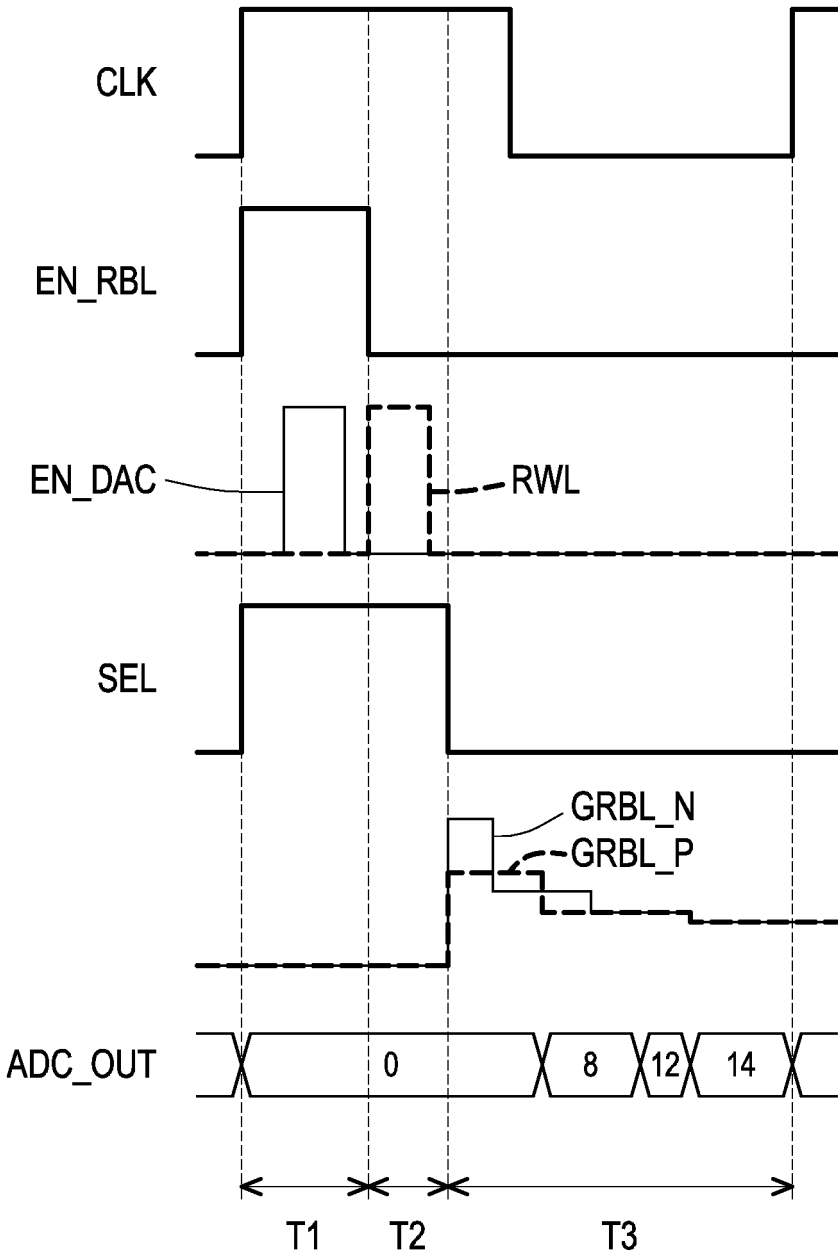 CLK
EN_RBL
EN_DAC
RWL
SEL
GRBL_N
GRBL_P
ADC_OUT 0 8 12 14
T1 T2 T3